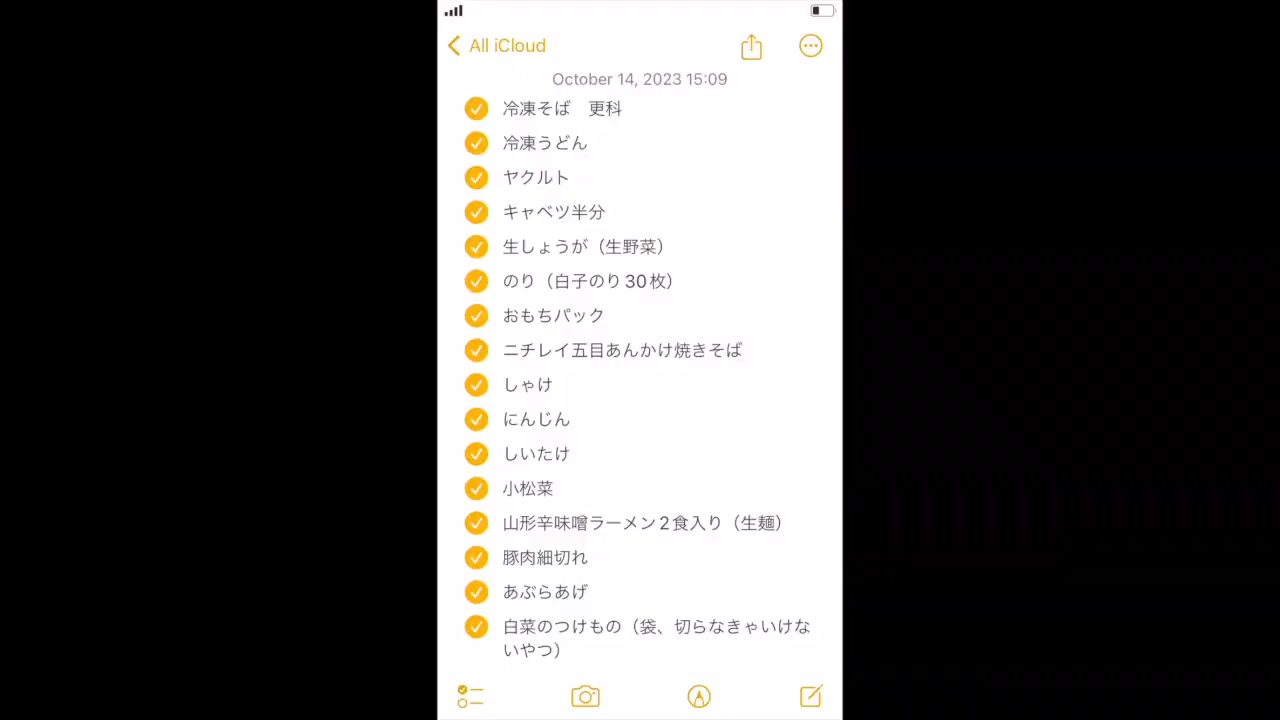 All iCloud
October 14, 2023 15:09
冷凍そば　更科
冷凍うどん
ヤクルト
キャベツ半分
生しょうが（生野菜）
のり（白子のり30枚）
おもちパック
ニチレイ五目あんかけ焼きそば
しゃけ
にんじん
しいたけ
小松菜
山形辛味噌ラーメン2食入り（生麺）
豚肉細切れ
あぶらあげ
白菜のつけもの（袋、切らなきゃいけな
いやつ）